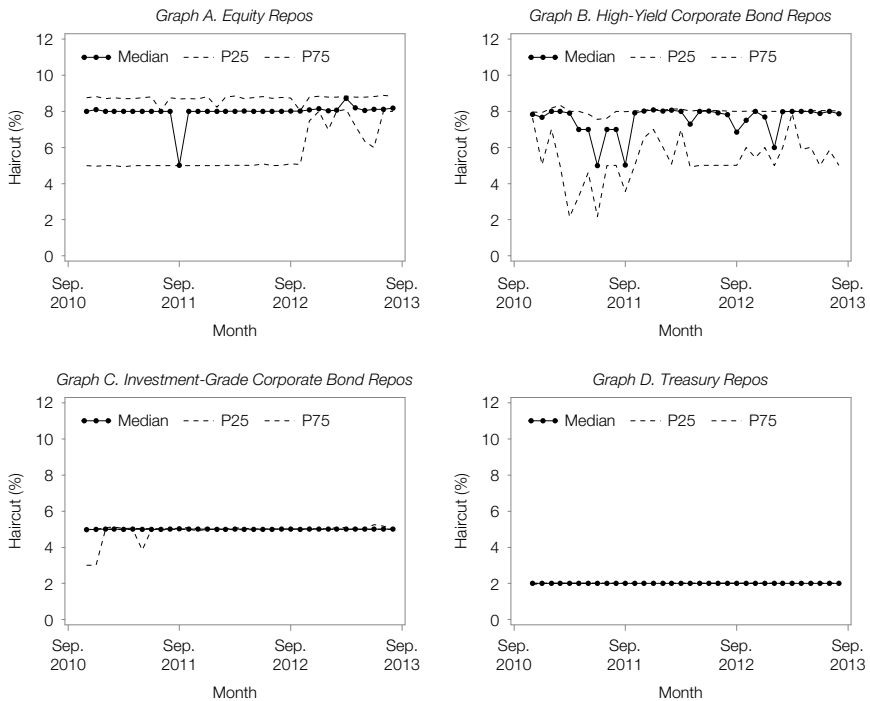 Graph A. Equity Repos
12
10
8
6
4
2
0
Haircut (%)
Median P25 P75
Sep. Sep. Sep. Sep.
2010 2011 2012 2013
Month
Graph B. High-Yield Corporate Bond Repos
12
10
8
6
4
2
0
Haircut (%)
Median P25 P75
Sep. Sep. Sep. Sep.
2010 2011 2012 2013
Month
Graph C. Investment-Grade Corporate Bond Repos
12
10
8
6
4
2
0
Haircut (%)
Median P25 P75
Sep. Sep. Sep. Sep.
2010 2011 2012 2013
Month
Graph D. Treasury Repos
12
10
8
6
4
2
0
Haircut (%)
Median P25 P75
Sep. Sep. Sep. Sep.
2010 2011 2012 2013
Month